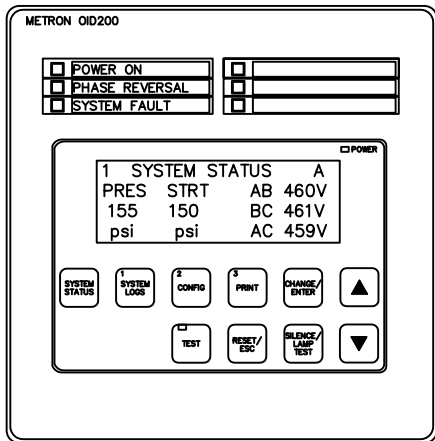 METRON OID200
POWER ON
PHASE REVERSAL
SYSTEM FAULT
POWER
1 SYSTEM STATUS A
PRES STRT AB 460V
155 150 BC 461V
psi psi AC 459V
SYSTEM STATUS
1 SYSTEM LOGS
2 CONFIG
3 PRINT
CHANGE/ENTER
TEST
RESET/ESC
SILENCE/LAMP TEST